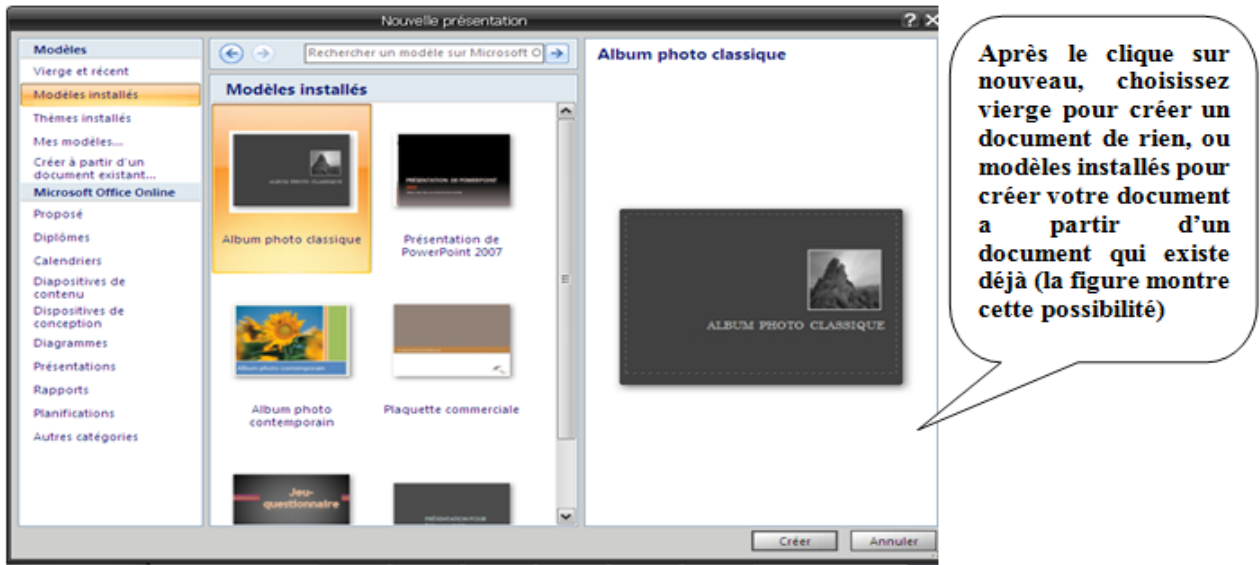 Nouvelle présentation
Modèles
Vierge et récent
Modèles installés
Thèmes installés
Mes modèles...
Créer à partir d'un
document existant...
Microsoft Office Online
Proposé
Diplômes
Calendriers
Diapositives de
contenu
Dispositives de
conception
Diagrammes
Présentations
Rapports
Planifications
Autres catégories
Rechercher un modèle sur Microsoft O
Modèles installés
ALBUM PHOTO CLASSIQUE
Album photo classique
PRÉSENTATION DE POWERPOINT
Présentation de
PowerPoint 2007
Album photo contemporain
Album photo
contemporain
Plaquette commerciale
Jeu-
questionnaire
PRÉSENTATION POUR
Album photo classique
ALBUM PHOTO CLASSIQUE
Créer
Annuler
Après le clique sur
nouveau, choisissez
vierge pour créer un
document de rien, ou
modèles installés pour
créer votre document
a partir d'un
document qui existe
déjà (la figure montre
cette possibilité)